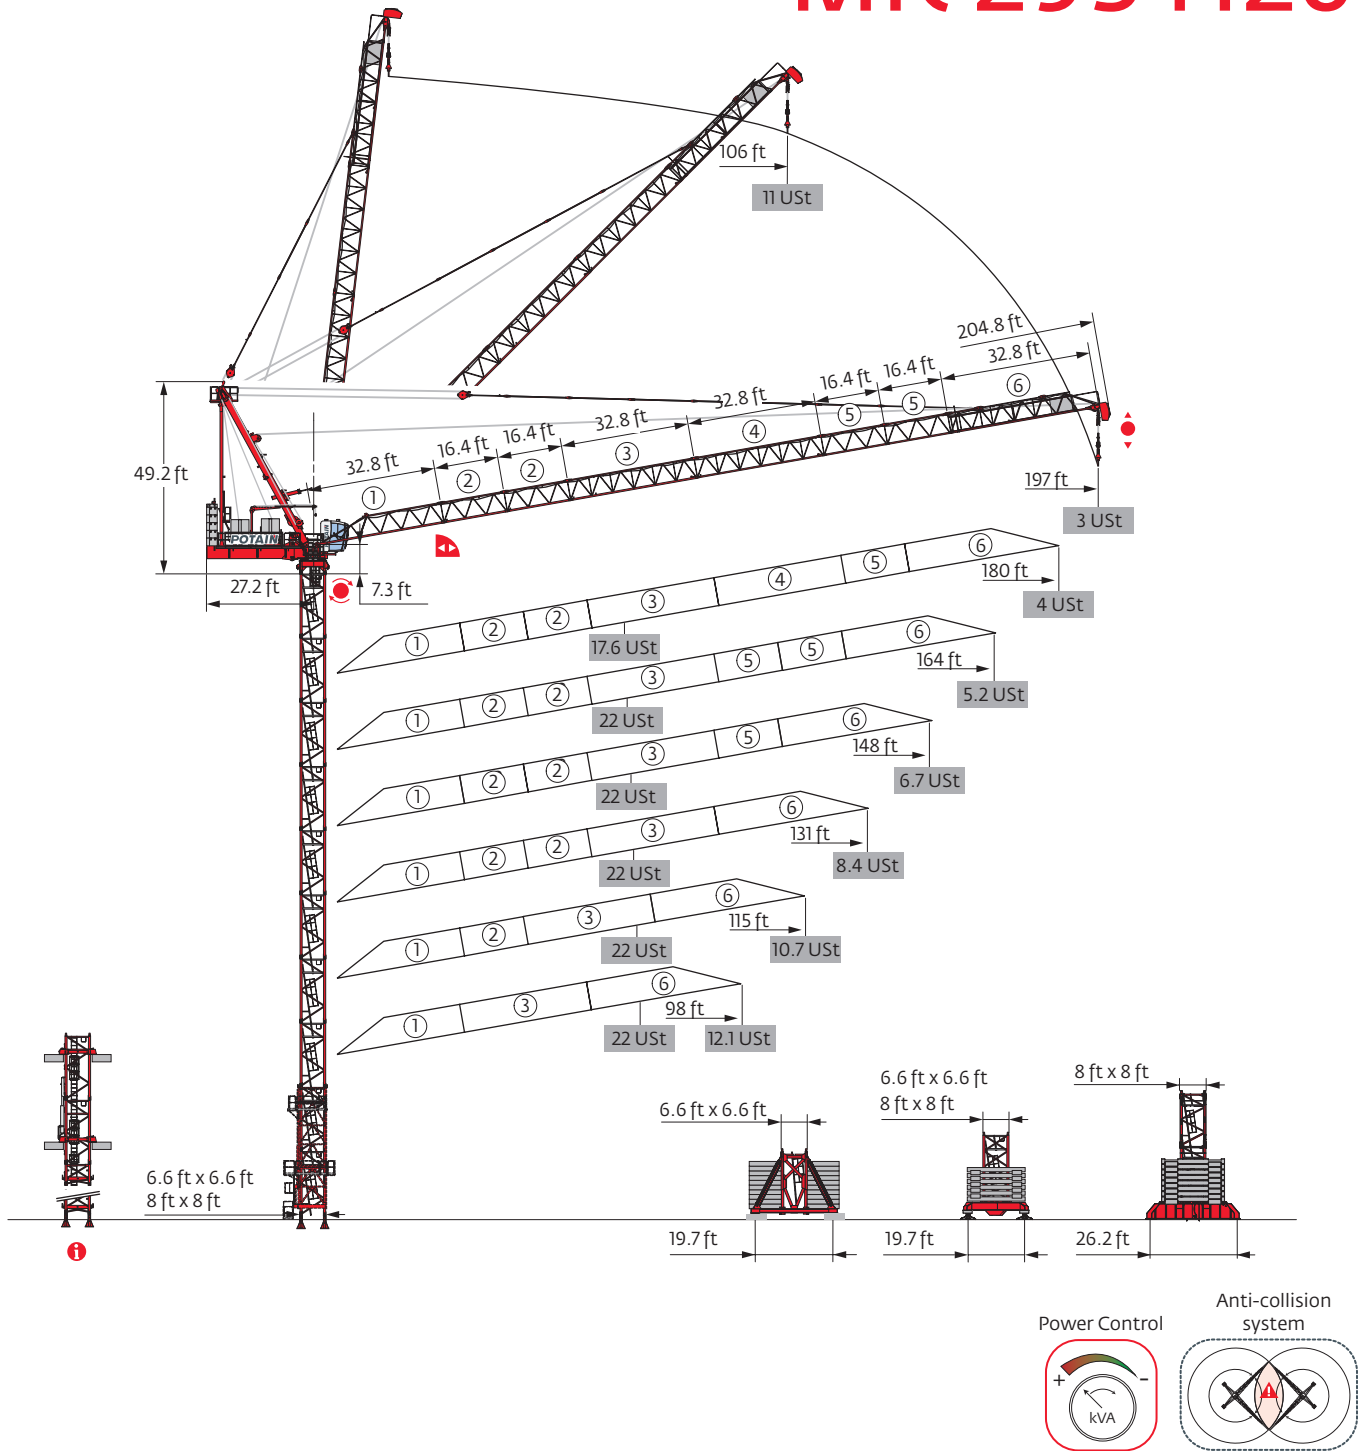 106 ft
11 USt
204.8 ft
32.8 ft
16.4 ft
16.4 ft
32.8 ft
32.8 ft
16.4 ft
16.4 ft
32.8 ft
6
5
5
4
3
2
2
1
49.2 ft
197 ft
3 USt
POTAIN
27.2 ft
7.3 ft
1 2 2 3 4 5 6
180 ft
4 USt
17.6 USt
1 2 2 3 5 5 6
164 ft
5.2 USt
22 USt
1 2 2 3 5 6
148 ft
6.7 USt
22 USt
1 2 2 3 6
131 ft
8.4 USt
22 USt
1 2 3 6
115 ft
10.7 USt
22 USt
1 3 6
98 ft
22 USt
12.1 USt
6.6 ft x 6.6 ft
8 ft x 8 ft
i
6.6 ft x 6.6 ft
19.7 ft
6.6 ft x 6.6 ft
8 ft x 8 ft
19.7 ft
8 ft x 8 ft
26.2 ft
Power Control
+ -
kVA
Anti-collision
system